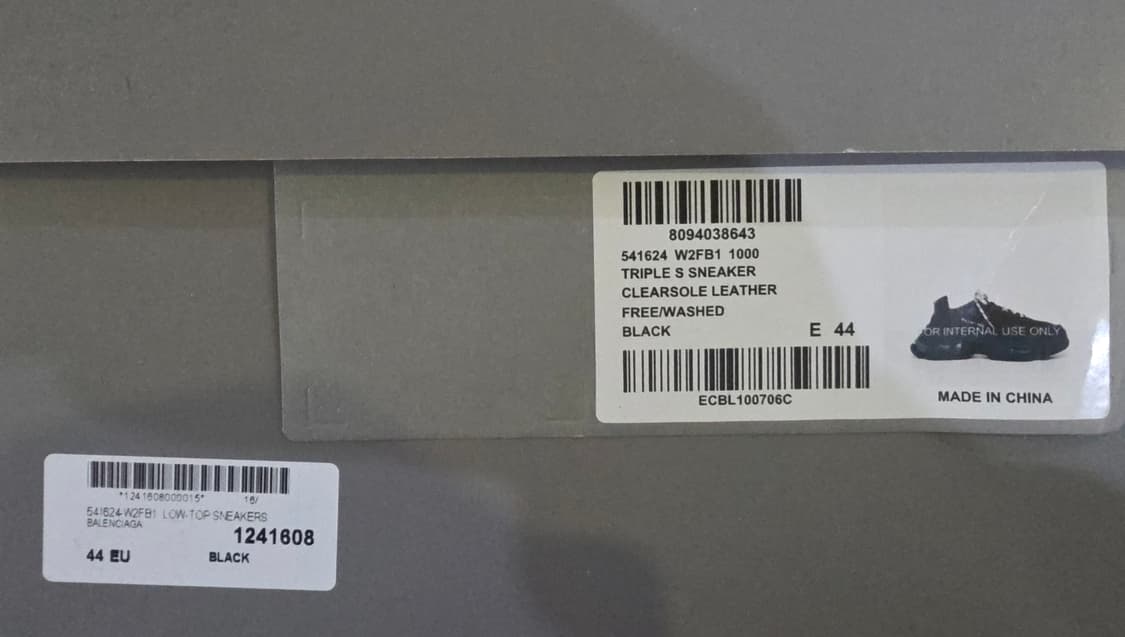 8094038643
541624 W2FB1 1000
TRIPLE S SNEAKER
CLEARSOLE LEATHER
FREE/WASHED
BLACK E 44
ECBL100706C
OR INTERNAL USE ONLY
MADE IN CHINA
*1241608000015* 16/
541624-W2FB1 LOW-TOP SNEAKERS
BALENCIAGA
1241608
44 EU BLACK